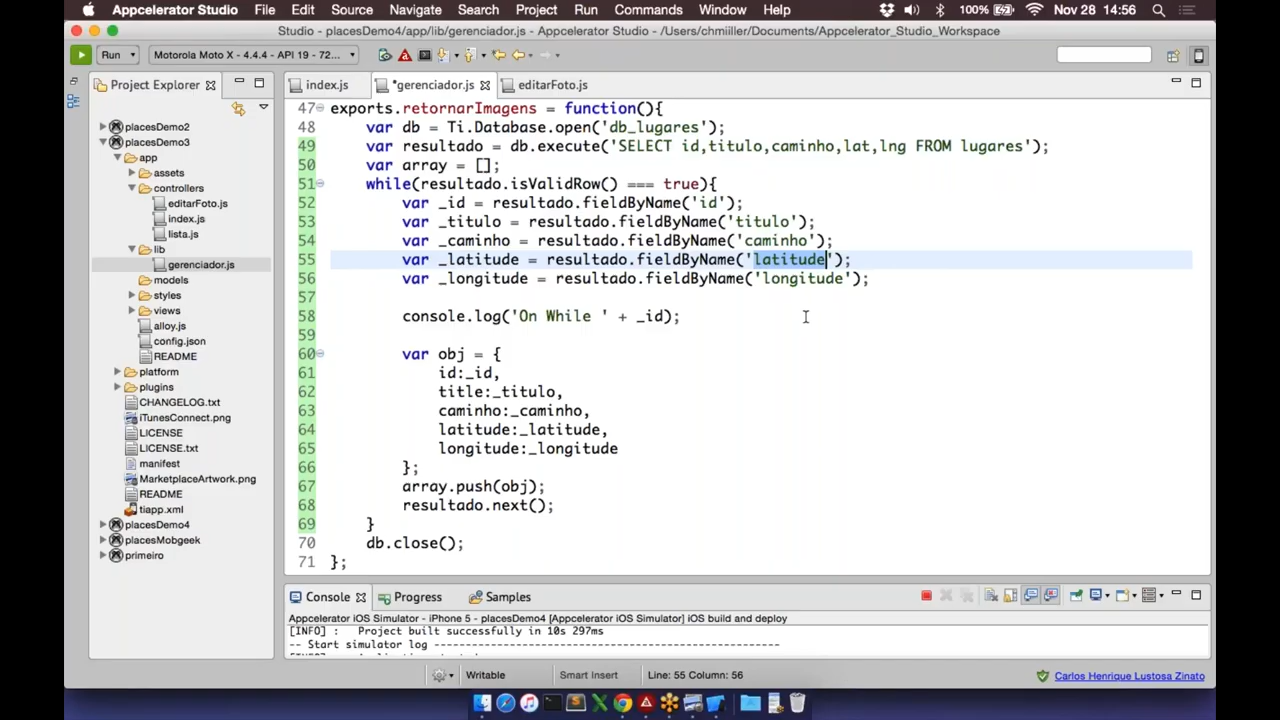 Appcelerator Studio File Edit Source Navigate Search Project Run Commands Window Help 100% Nov 28 14:56
Studio - placesDemo4/app/lib/gerenciador.js - Appcelerator Studio - /Users/chmiiller/Documents/Appcelerator_Studio_Workspace
Run Motorola Moto X - 4.4.4 - API 19 - 72...
Project Explorer
placesDemo2
placesDemo3
app
assets
controllers
editarFoto.js
index.js
lista.js
lib
gerenciador.js
models
styles
views
alloy.js
config.json
README
platform
plugins
CHANGELOG.txt
iTunesConnect.png
LICENSE
LICENSE.txt
manifest
MarketplaceArtwork.png
README
tiapp.xml
placesDemo4
placesMobgeek
primeiro
index.js *gerenciador.js editarFoto.js
47 exports.retornarImagens = function(){
48 var db = Ti.Database.open('db_lugares');
49 var resultado = db.execute('SELECT id,titulo,caminho,lat,lng FROM lugares');
50 var array = [];
51 while(resultado.isValidRow() === true){
52 var _id = resultado.fieldByName('id');
53 var _titulo = resultado.fieldByName('titulo');
54 var _caminho = resultado.fieldByName('caminho');
55 var _latitude = resultado.fieldByName('latitude');
56 var _longitude = resultado.fieldByName('longitude');
57
58 console.log('On While ' + _id);
59
60 var obj = {
61 id:_id,
62 title:_titulo,
63 caminho:_caminho,
64 latitude:_latitude,
65 longitude:_longitude
66 };
67 array.push(obj);
68 resultado.next();
69 }
70 db.close();
71 };
Console Progress Samples
Appcelerator iOS Simulator - iPhone 5 - placesDemo4 [Appcelerator iOS Simulator] iOS build and deploy
[INFO] : Project built successfully in 10s 297ms
-- Start simulator log
Writable Smart Insert Line: 55 Column: 56 Carlos Henrique Lustosa Zinato